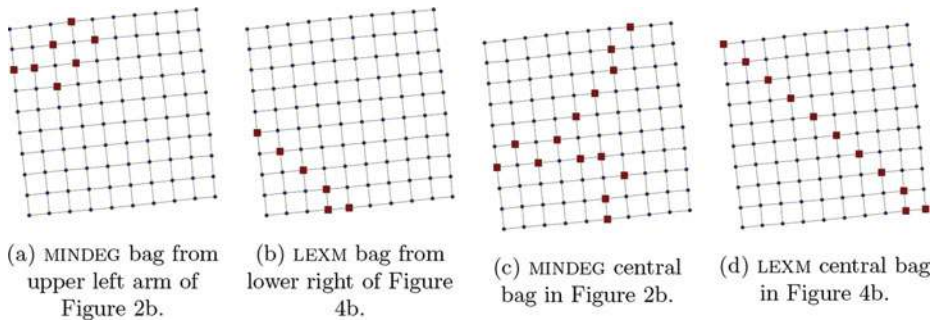 (a) MINDEG bag from
upper left arm of
Figure 2b.
(b) LEXM bag from
lower right of Figure
4b.
(c) MINDEG central
bag in Figure 2b.
(d) LEXM central bag
in Figure 4b.